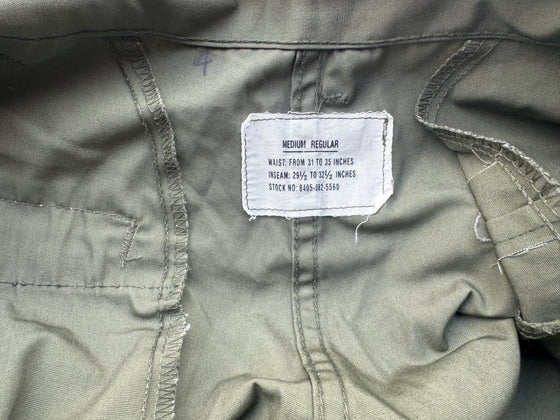 4
MEDIUM REGULAR
WAIST: FROM 31 TO 35 INCHES
INSEAM: 29½ TO 32½ INCHES
STOCK NO: 8405-082-5560